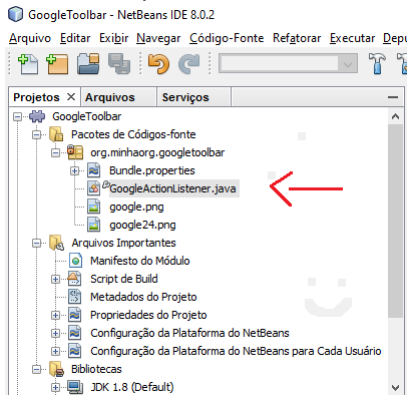 GoogleToolbar - NetBeans IDE 8.0.2
Arquivo Editar Exibir Navegar Código-Fonte Refatorar Executar Depu
Projetos × Arquivos Serviços
GoogleToolbar
Pacotes de Códigos-fonte
org.minhaorg.googletoolbar
Bundle.properties
GoogleActionListener.java
google.png
google24.png
Arquivos Importantes
Manifesto do Módulo
Script de Build
Metadados do Projeto
Propriedades do Projeto
Configuração da Plataforma do NetBeans
Configuração da Plataforma do NetBeans para Cada Usuário
Bibliotecas
JDK 1.8 (Default)